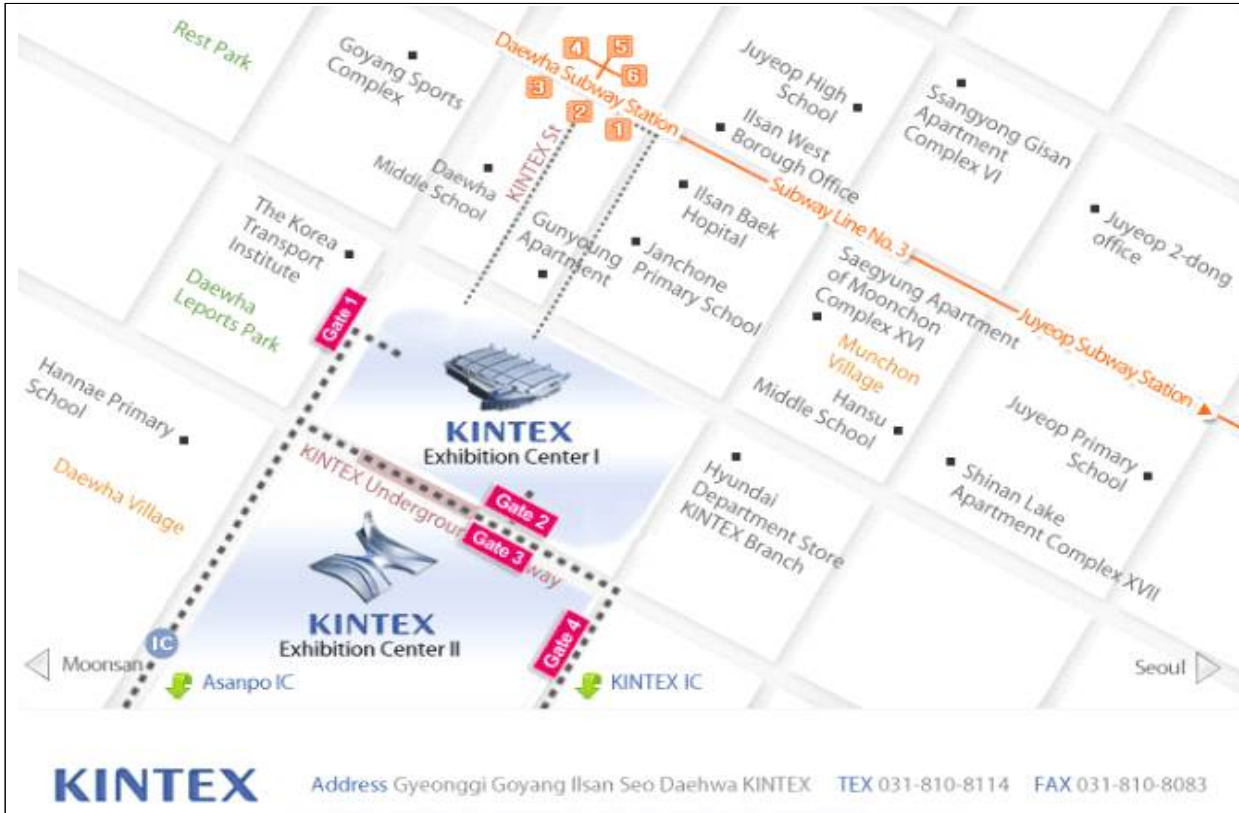 Rest Park
Goyang Sports
Complex
Daewha Subway Station
4
5
6
3
2
1
Juyeop High
School
Ilsan West
Borough Office
Ssangyong Gisan
Apartment
Complex VI
Daewha
Middle School
KINTEX St
Gunyoung
Apartment
Ilsan Baek
Hopital
Janchone
Primary School
Subway Line No. 3
Juyeop 2-dong
office
The Korea
Transport
Institute
Daewha
Leports Park
Gate 1
Saegyung Apartment
of Moonchon
Complex XVI
Munchon
Village
Hansu
Middle School
Juyeop Subway Station
Juyeop Primary
School
Shinan Lake
Apartment Complex XVII
Hannae Primary
School
Daewha Village
KINTEX
Exhibition Center I
Hyundai
Department Store
KINTEX Branch
Gate 2
Gate 3
KINTEX Undergrou way
KINTEX
Exhibition Center II
Gate 4
IC
Moonsan
Asanpo IC
KINTEX IC
Seoul
KINTEX
Address Gyeonggi Goyang Ilsan Seo Daehwa KINTEX TEX 031-810-8114 FAX 031-810-8083